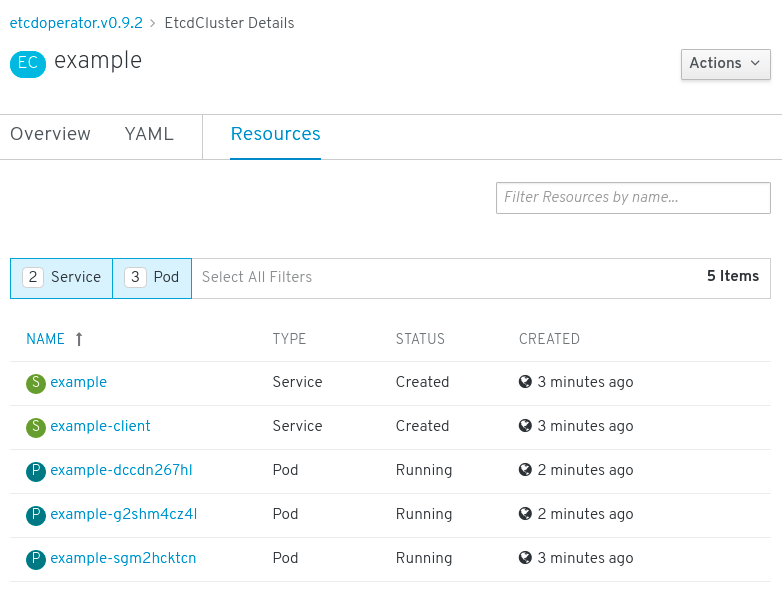 etcdoperator.v0.9.2 > EtcdCluster Details
EC example
Actions
Overview YAML Resources
Filter Resources by name...
2 Service 3 Pod Select All Filters 5 Items
NAME TYPE STATUS CREATED
S example Service Created 3 minutes ago
S example-client Service Created 3 minutes ago
P example-dccdn267hl Pod Running 2 minutes ago
P example-g2shm4cz4l Pod Running 2 minutes ago
P example-sgm2hcktcn Pod Running 3 minutes ago